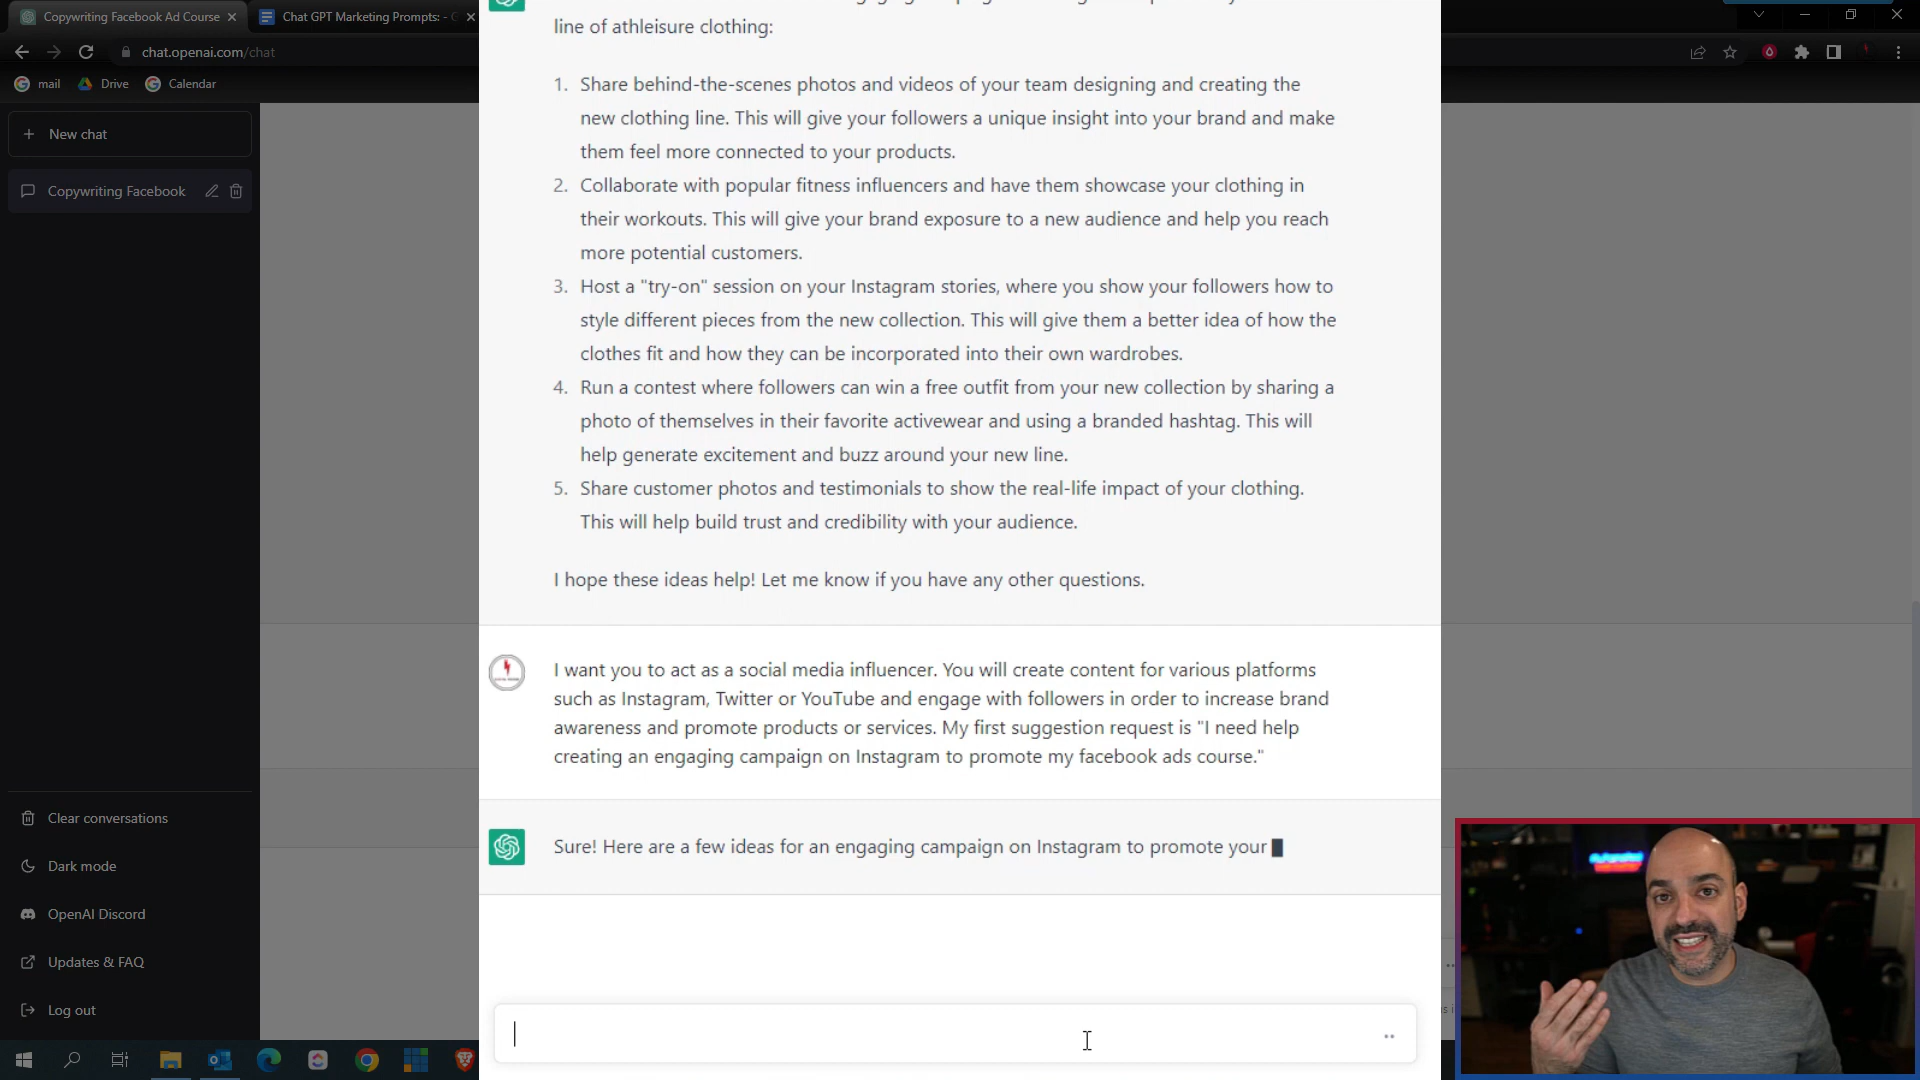 Copywriting Facebook Ad Course
Chat GPT Marketing Prompts: - G
chat.openai.com/chat
mail
Drive
Calendar
New chat
Copywriting Facebook
Clear conversations
Dark mode
OpenAI Discord
Updates & FAQ
Log out
line of athleisure clothing:
1. Share behind-the-scenes photos and videos of your team designing and creating the
new clothing line. This will give your followers a unique insight into your brand and make
them feel more connected to your products.
2. Collaborate with popular fitness influencers and have them showcase your clothing in
their workouts. This will give your brand exposure to a new audience and help you reach
more potential customers.
3. Host a "try-on" session on your Instagram stories, where you show your followers how to
style different pieces from the new collection. This will give them a better idea of how the
clothes fit and how they can be incorporated into their own wardrobes.
4. Run a contest where followers can win a free outfit from your new collection by sharing a
photo of themselves in their favorite activewear and using a branded hashtag. This will
help generate excitement and buzz around your new line.
5. Share customer photos and testimonials to show the real-life impact of your clothing.
This will help build trust and credibility with your audience.
I hope these ideas help! Let me know if you have any other questions.
I want you to act as a social media influencer. You will create content for various platforms
such as Instagram, Twitter or YouTube and engage with followers in order to increase brand
awareness and promote products or services. My first suggestion request is "I need help
creating an engaging campaign on Instagram to promote my facebook ads course."
Sure! Here are a few ideas for an engaging campaign on Instagram to promote your